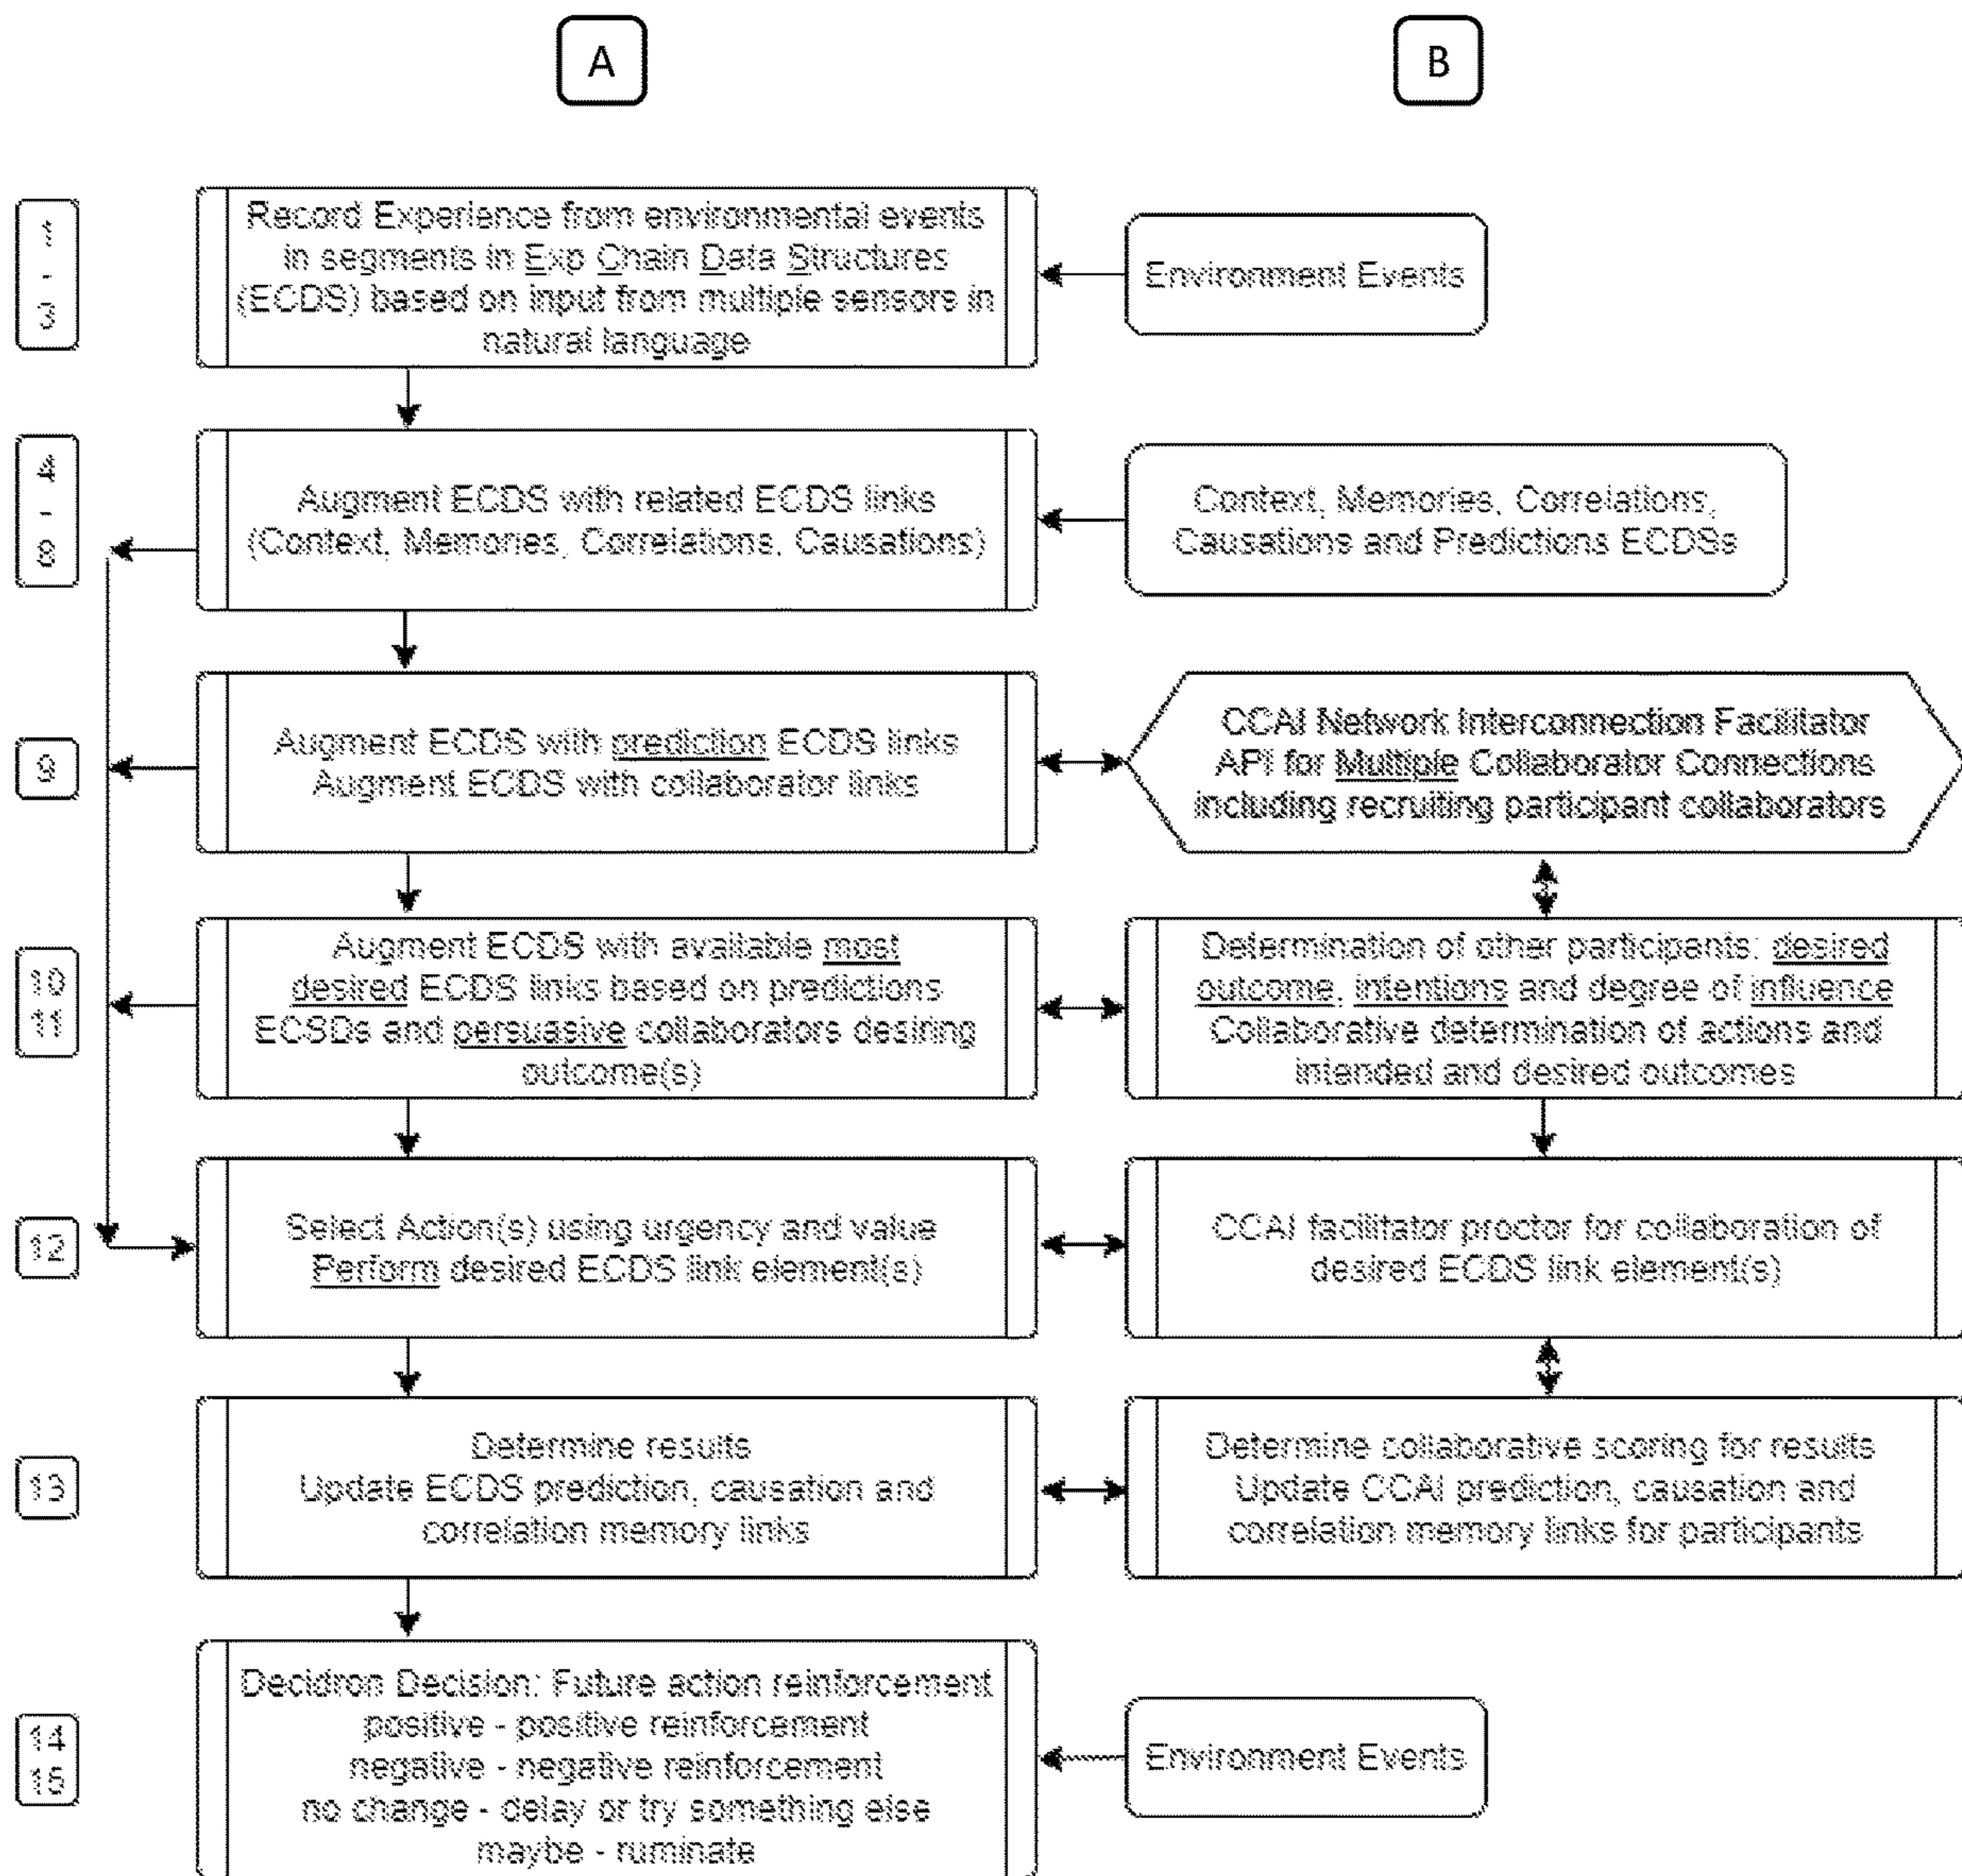 A
B
1
-
3
Record Experience from environmental events
in segments in Exp Chain Data Structures
(ECDS) based on input from multiple sensors in
natural language
Environment Events
4
-
8
Augment ECDS with related ECDS links
(Context, Memories, Correlations, Causations)
Context, Memories, Correlations,
Causations and Predictions ECDSs
9
Augment ECDS with prediction ECDS links
Augment ECDS with collaborator links
CCAI Network Interconnection Facilitator
API for Multiple Collaborator Connections
including recruiting participant collaborators
10
11
Augment ECDS with available most
desired ECDS links based on predictions
ECSDs and persuasive collaborators desiring
outcome(s)
Determination of other participants: desired
outcome, intentions and degree of influence
Collaborative determination of actions and
intended and desired outcomes
12
Select Action(s) using urgency and value
Perform desired ECDS link element(s)
CCAI facilitator proctor for collaboration of
desired ECDS link element(s)
13
Determine results
Update ECDS prediction, causation and
correlation memory links
Determine collaborative scoring for results
Update CCAI prediction, causation and
correlation memory links for participants
14
15
Decidron Decision: Future action reinforcement
positive - positive reinforcement
negative - negative reinforcement
no change - delay or try something else
maybe - ruminate
Environment Events